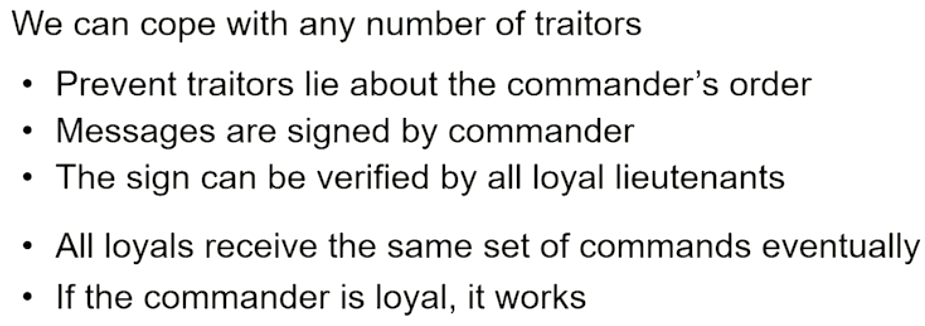 We can cope with any number of traitors
• Prevent traitors lie about the commander's order
• Messages are signed by commander
• The sign can be verified by all loyal lieutenants
• All loyals receive the same set of commands eventually
• If the commander is loyal, it works